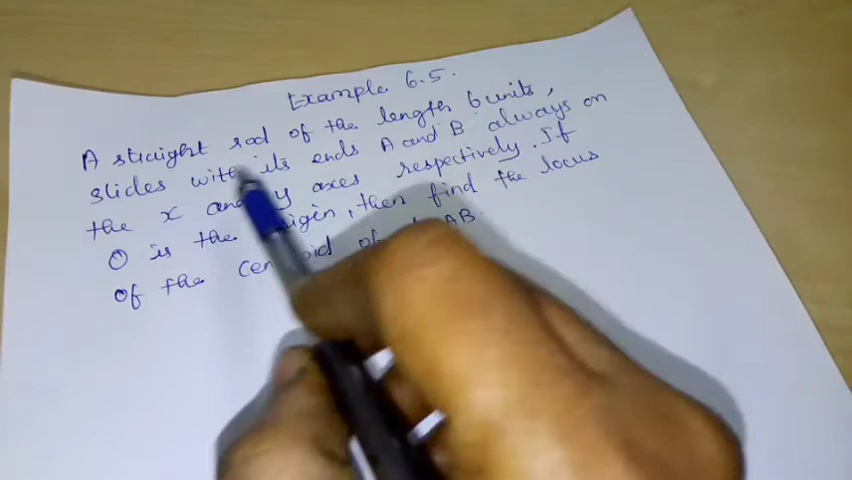 Example 6.5.
A straight rod of the length 6 units,
slides with its ends A and B always on
the x and y axes respectively. If
O is the origin, then find the locus
of the AB.